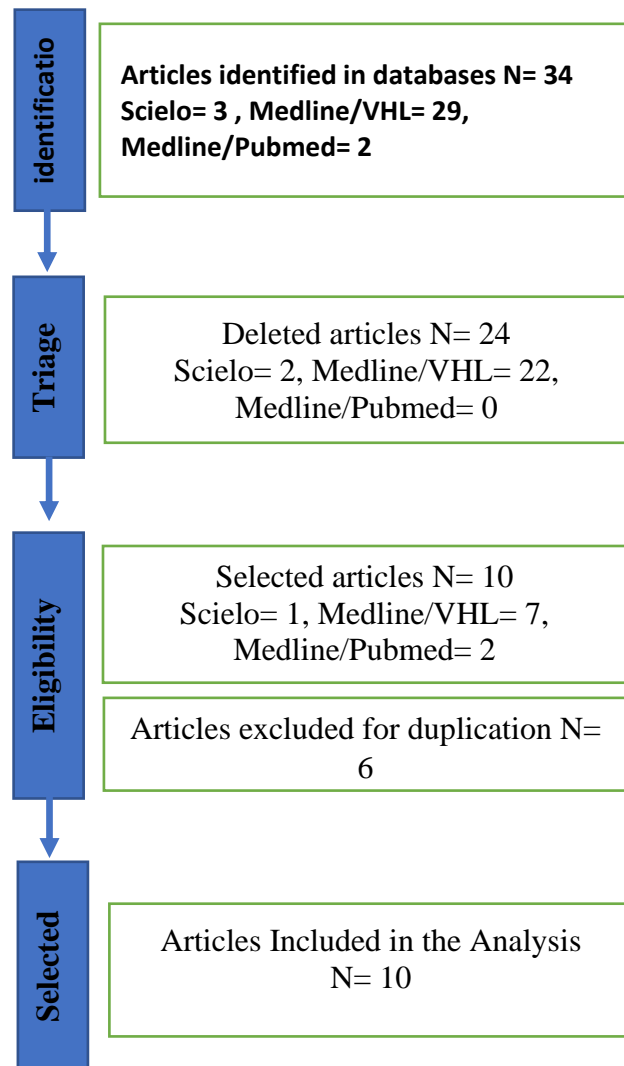 identificatio
Articles identified in databases N= 34
Scielo= 3 , Medline/VHL= 29,
Medline/Pubmed= 2
Triage
Deleted articles N= 24
Scielo= 2, Medline/VHL= 22,
Medline/Pubmed= 0
Eligibility
Selected articles N= 10
Scielo= 1, Medline/VHL= 7,
Medline/Pubmed= 2
Articles excluded for duplication N=
6
Selected
Articles Included in the Analysis
N= 10